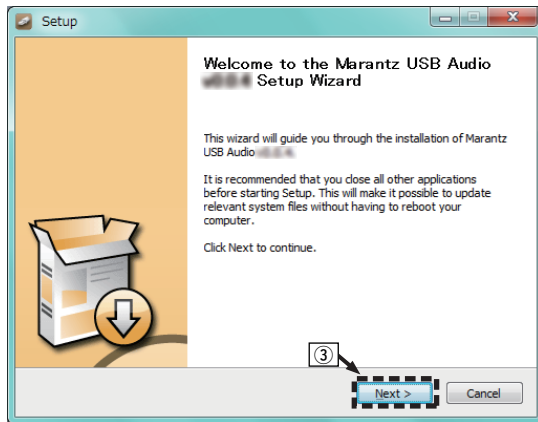 Setup
Welcome to the Marantz USB Audio
Setup Wizard
This wizard will guide you through the installation of Marantz
USB Audio
It is recommended that you close all other applications
before starting Setup. This will make it possible to update
relevant system files without having to reboot your
computer.
Click Next to continue.
③
Next >
Cancel